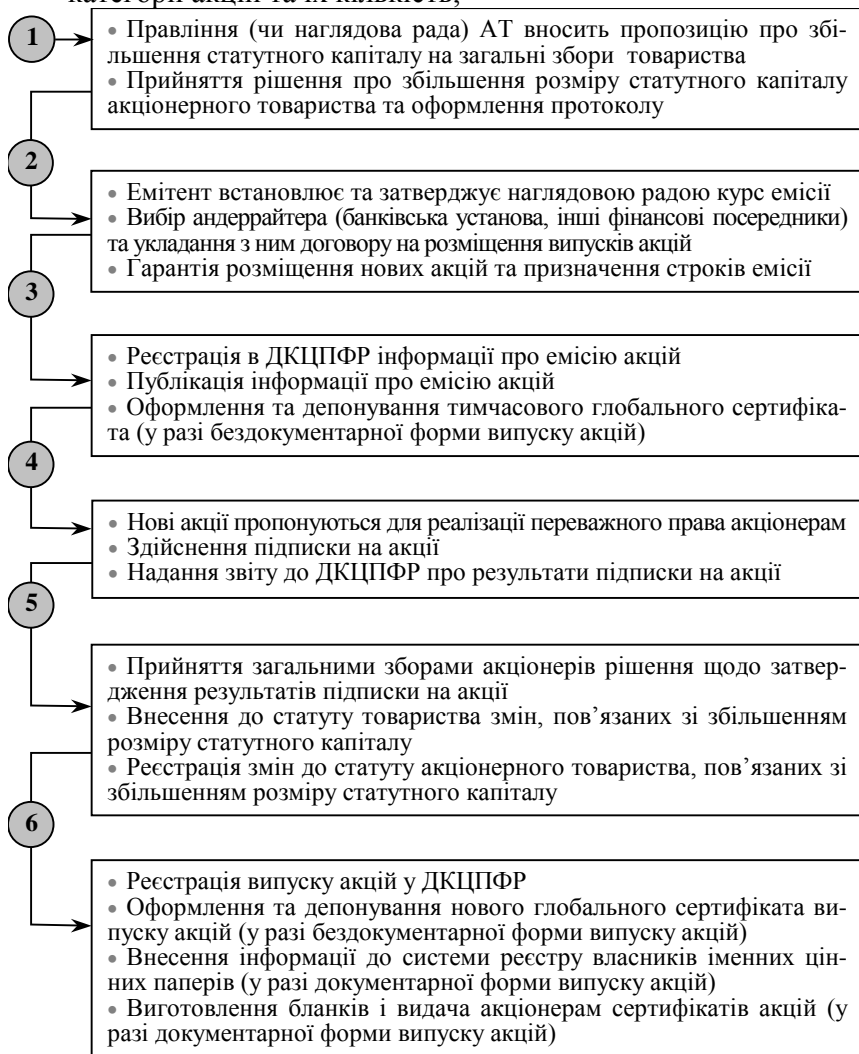 категорії акцій та їх кількість;
1
• Правління (чи наглядова рада) АТ вносить пропозицію про збі-
льшення статутного капіталу на загальні збори товариства
• Прийняття рішення про збільшення розміру статутного капіталу
акціонерного товариства та оформлення протоколу
2
• Емітент встановлює та затверджує наглядовою радою курс емісії
• Вибір андеррайтера (банківська установа, інші фінансові посередники)
та укладання з ним договору на розміщення випусків акцій
• Гарантія розміщення нових акцій та призначення строків емісії
3
• Реєстрація в ДКЦПФР інформації про емісію акцій
• Публікація інформації про емісію акцій
• Оформлення та депонування тимчасового глобального сертифіка-
та (у разі бездокументарної форми випуску акцій)
4
• Нові акції пропонуються для реалізації переважного права акціонерам
• Здійснення підписки на акції
• Надання звіту до ДКЦПФР про результати підписки на акції
5
• Прийняття загальними зборами акціонерів рішення щодо затвер-
дження результатів підписки на акції
• Внесення до статуту товариства змін, пов’язаних зі збільшенням
розміру статутного капіталу
• Реєстрація змін до статуту акціонерного товариства, пов’язаних зі
збільшенням розміру статутного капіталу
6
• Реєстрація випуску акцій у ДКЦПФР
• Оформлення та депонування нового глобального сертифіката ви-
пуску акцій (у разі бездокументарної форми випуску акцій)
• Внесення інформації до системи реєстру власників іменних цін-
них паперів (у разі документарної форми випуску акцій)
• Виготовлення бланків і видача акціонерам сертифікатів акцій (у
разі документарної форми випуску акцій)